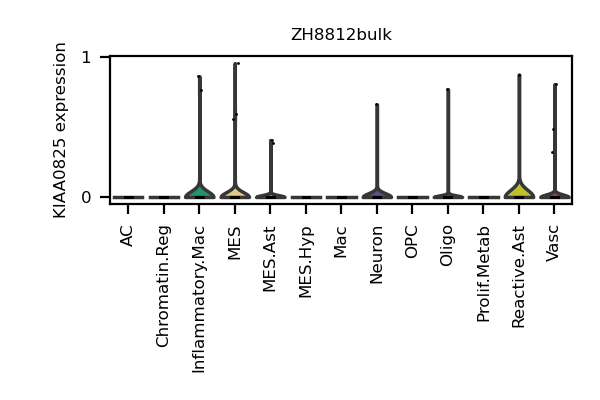 ZH8812bulk
KIAA0825 expression
1
0
AC
Chromatin.Reg
Inflammatory.Mac
MES
MES.Ast
MES.Hyp
Mac
Neuron
OPC
Oligo
Prolif.Metab
Reactive.Ast
Vasc